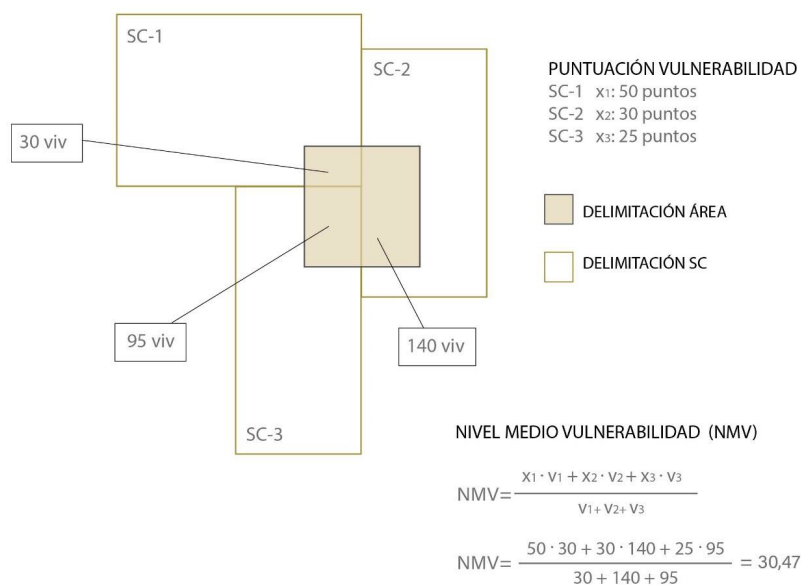 SC-1
SC-2
30 viv
95 viv
140 viv
SC-3
PUNTUACIÓN VULNERABILIDAD
SC-1 x1: 50 puntos
SC-2 x2: 30 puntos
SC-3 x3: 25 puntos
DELIMITACIÓN ÁREA
DELIMITACIÓN SC
NIVEL MEDIO VULNERABILIDAD (NMV)
NMV= x1 · v1 + x2 · v2 + x3 · v3
v1+ v2+ v3
NMV= 50 · 30 + 30 · 140 + 25 · 95 = 30,47
30 + 140 + 95